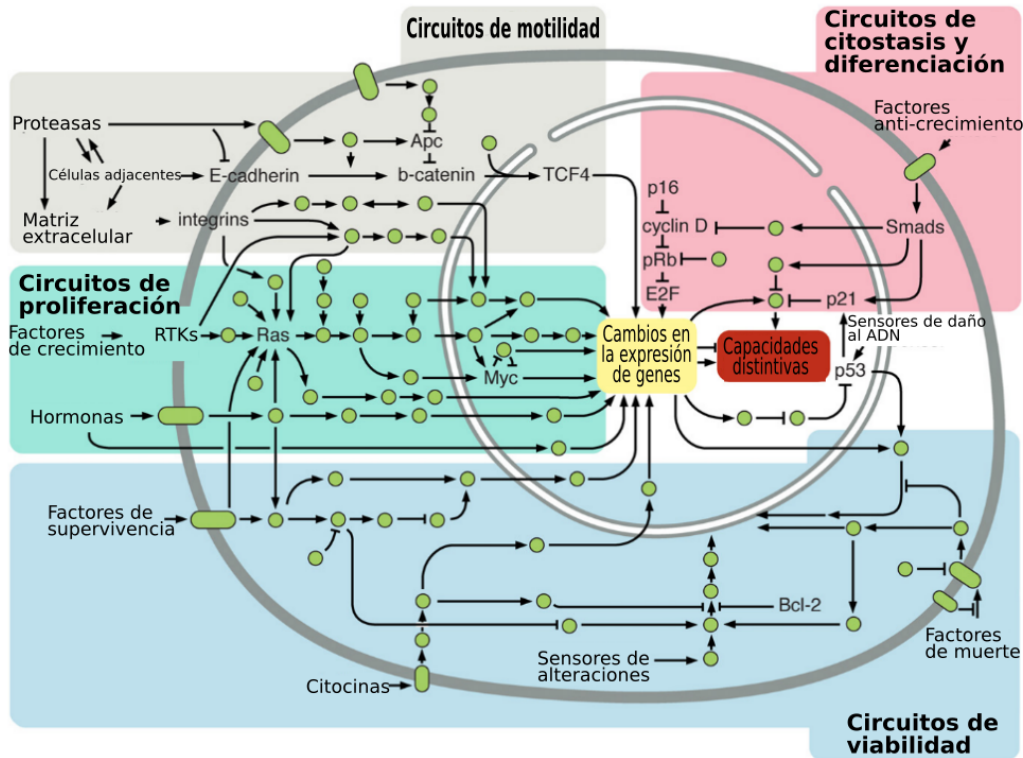 Circuitos de motilidad
Circuitos de
citostasis y
diferenciación
Factores
anti-crecimiento
Proteasas
Apc
Células adyacentes
E-cadherin
b-catenin
TCF4
p16
Matriz
extracelular
integrins
cyclin D
Smads
pRb
E2F
p21
Circuitos de
proliferación
Factores
de crecimiento
RTKs
Ras
Myc
Cambios en
la expresión
de genes
Capacidades
distintivas
Sensores de daño
al ADN
p53
Hormonas
Factores de
supervivencia
Bcl-2
Sensores de
alteraciones
Citocinas
Factores
de muerte
Circuitos de
viabilidad